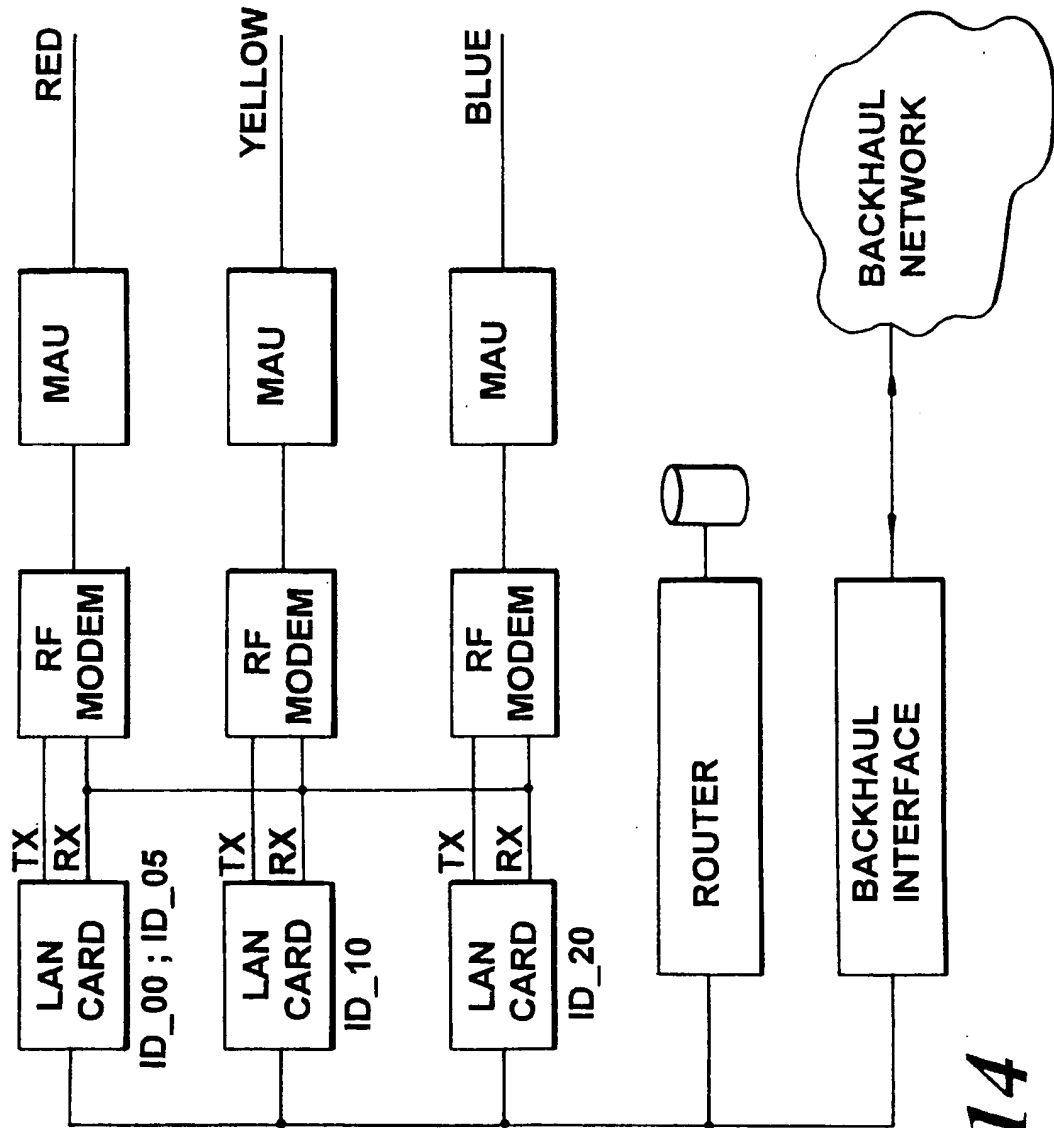 RED
YELLOW
BLUE
MAU
MAU
MAU
RF
MODEM
RF
MODEM
RF
MODEM
TX
RX
TX
RX
TX
RX
LAN
CARD
ID_00 ; ID_05
LAN
CARD
ID_10
LAN
CARD
ID_20
ROUTER
BACKHAUL
INTERFACE
BACKHAUL
NETWORK
14